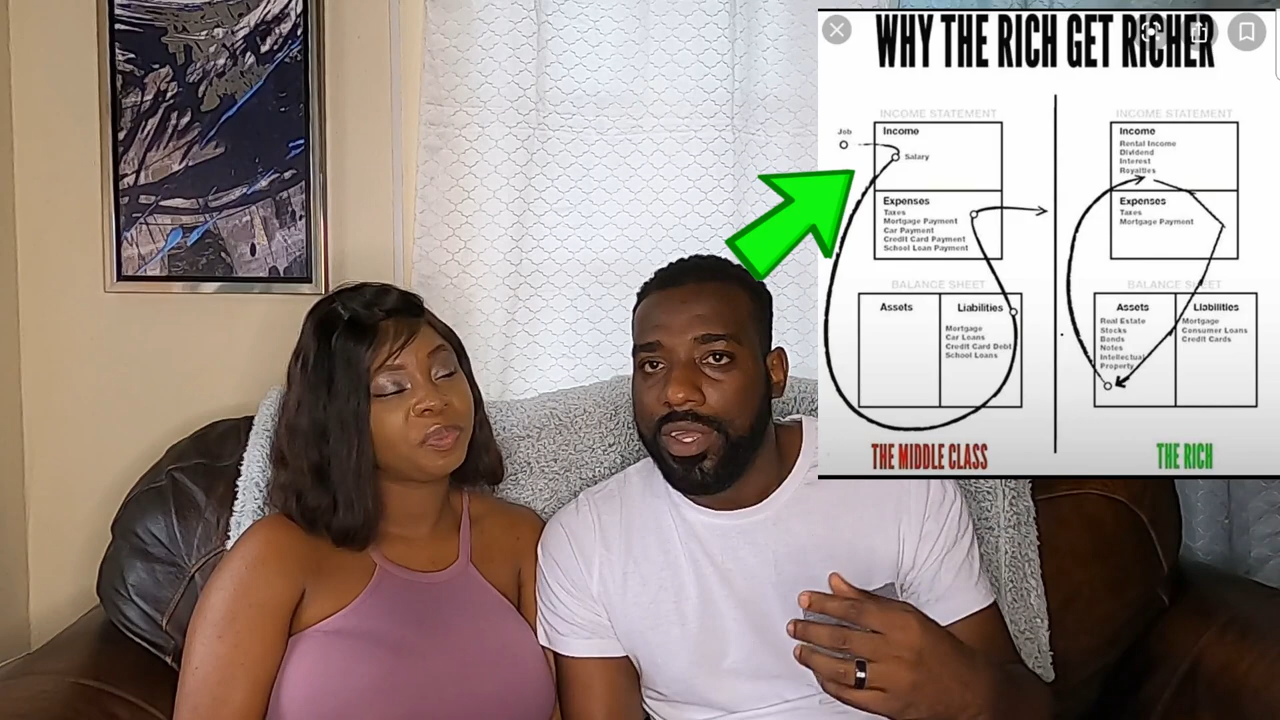 WHY THE RICH GET RICHER
INCOME STATEMENT
Job
Income
Salary
Expenses
Taxes
Mortgage Payment
Car Payment
Credit Card Payment
School Loan Payment
BALANCE SHEET
Assets
Liabilities
Mortgage
Car Loans
Credit Card Debt
School Loans
THE MIDDLE CLASS
INCOME STATEMENT
Income
Rental Income
Dividend
Interest
Royalties
Expenses
Taxes
Mortgage Payment
BALANCE SHEET
Assets
Real Estate
Stocks
Bonds
Notes
Intellectual
Property
Liabilities
Mortgage
Consumer Loans
Credit Cards
THE RICH